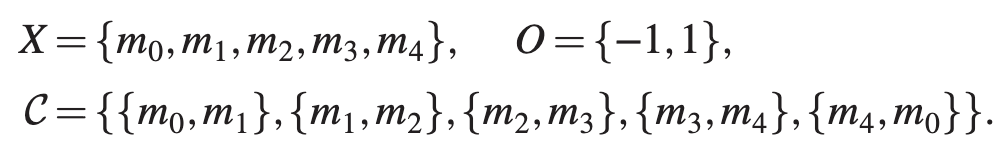 X = {m₀, m₁, m₂, m₃, m₄}, O = {−1, 1},
𝒞 = {{m₀, m₁}, {m₁, m₂}, {m₂, m₃}, {m₃, m₄}, {m₄, m₀}}.